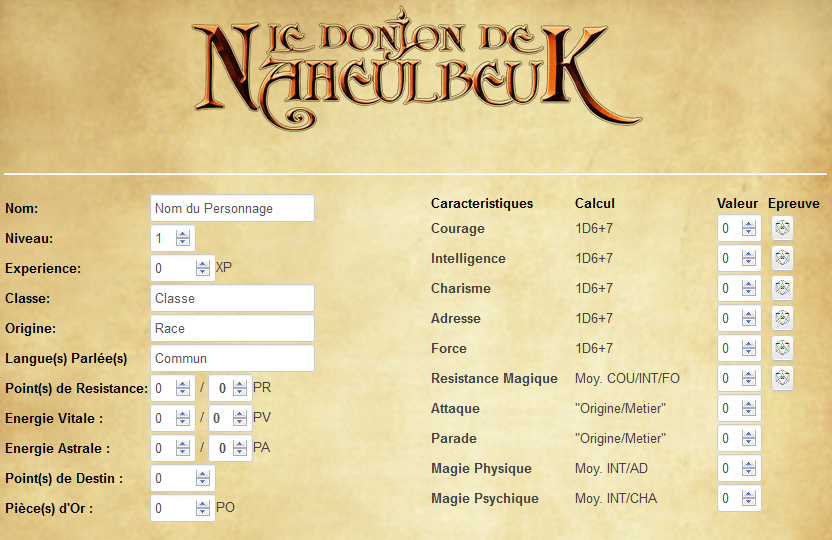 LE DONJON DE
NAHEULBEUK
Nom: Nom du Personnage
Niveau: 1
Experience: 0 XP
Classe: Classe
Origine: Race
Langue(s) Parlée(s) Commun
Point(s) de Resistance: 0 / 0 PR
Energie Vitale : 0 / 0 PV
Energie Astrale : 0 / 0 PA
Point(s) de Destin : 0
Pièce(s) d'Or : 0 PO
Caracteristiques Calcul Valeur Epreuve
Courage 1D6+7 0
Intelligence 1D6+7 0
Charisme 1D6+7 0
Adresse 1D6+7 0
Force 1D6+7 0
Resistance Magique Moy. COU/INT/FO 0
Attaque "Origine/Metier" 0
Parade "Origine/Metier" 0
Magie Physique Moy. INT/AD 0
Magie Psychique Moy. INT/CHA 0